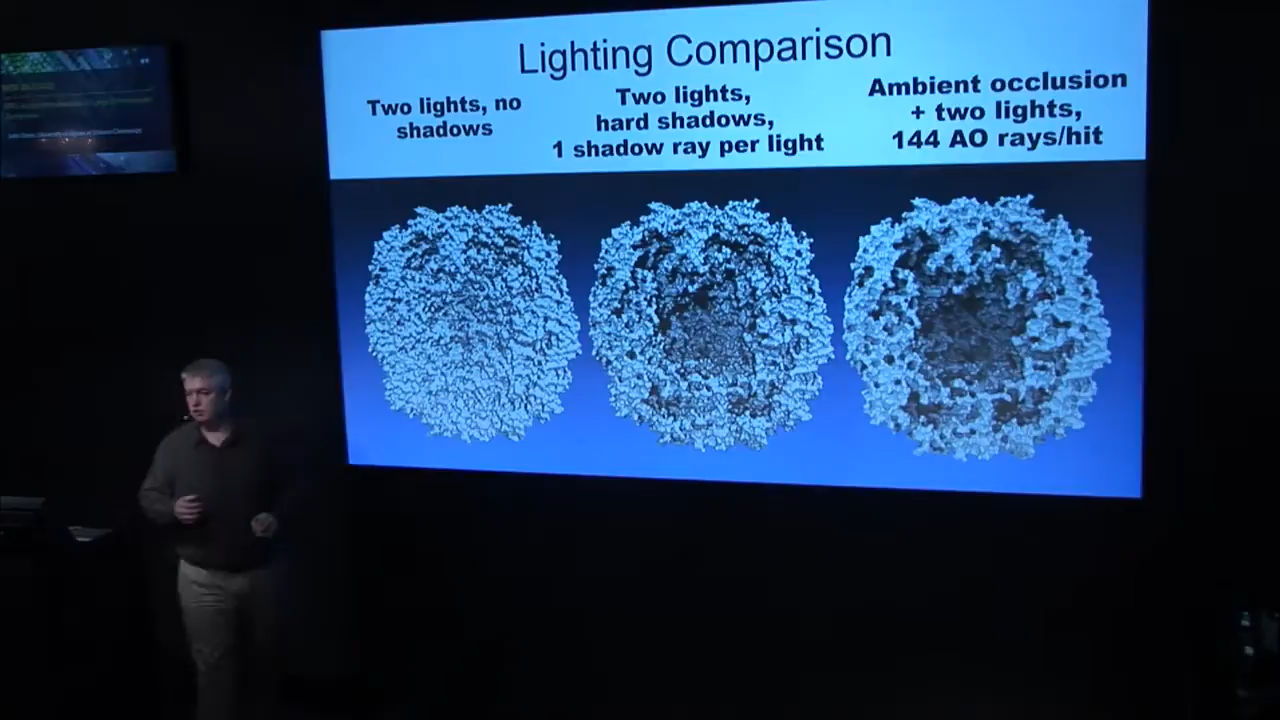 Lighting Comparison
Two lights, no
shadows
Two lights,
hard shadows,
1 shadow ray per light
Ambient occlusion
+ two lights,
144 AO rays/hit